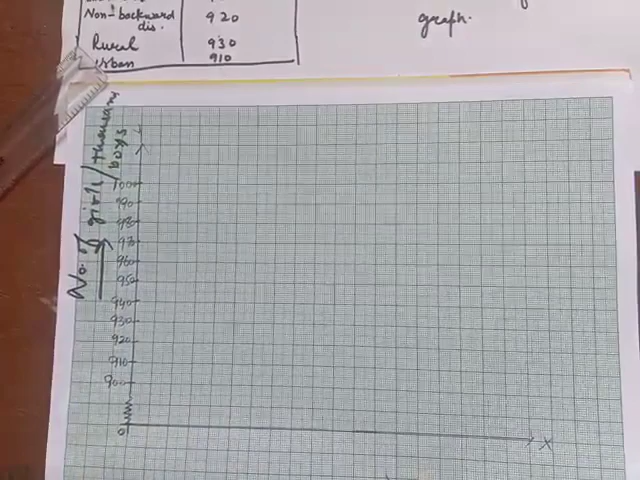 Non-backward 920
dis.
Rural 930
Urban 910
graph.
No. of girls/thousand
boys
Y
1000
990
980
970
960
950
940
930
920
910
900
0
X